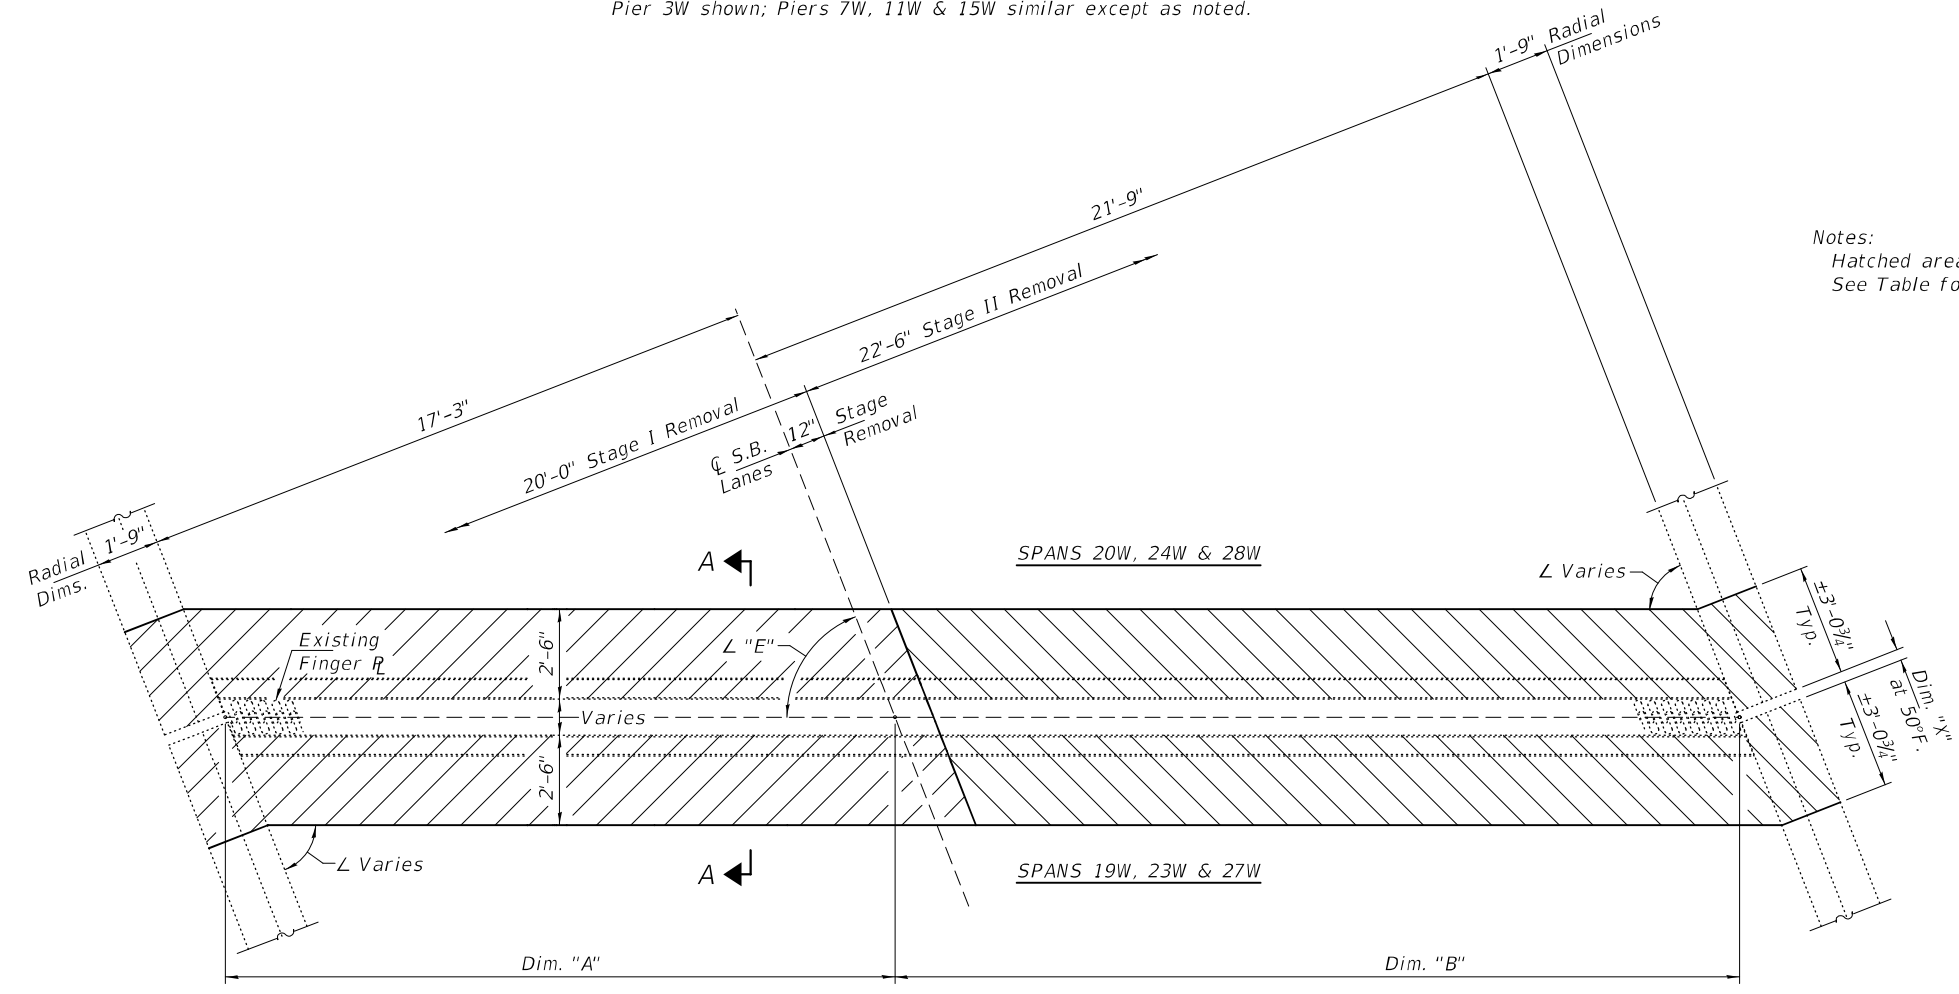 Pier 3W shown; Piers 7W, 11W & 15W similar except as noted.
1'-9"
Radial
Dimensions
21'-9"
Notes:
Hatched area
See Table fo
22'-6" Stage II Removal
17'-3"
20'-0" Stage I Removal
12"
Stage
Removal
℄ S.B.
Lanes
1'-9"
Radial
Dims.
A
SPANS 20W, 24W & 28W
∠ Varies
Existing
Finger ℙL
2'-6"
∠ "E"
±3'-0¾"
Typ.
Varies
Dim. "X"
at 50°F.
±3'-0¾"
Typ.
2'-6"
∠ Varies
A
SPANS 19W, 23W & 27W
Dim. "A"
Dim. "B"